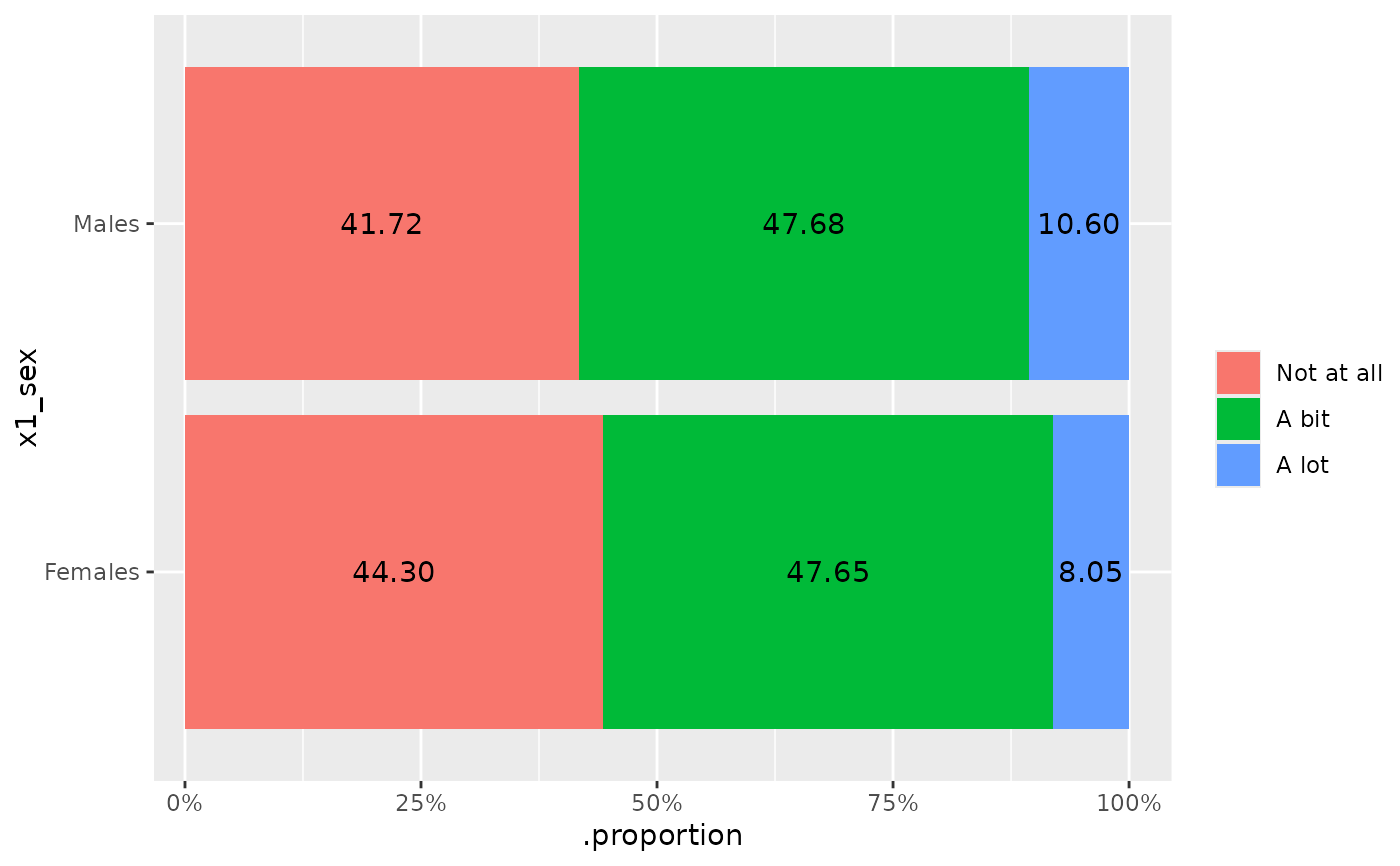 x1_sex
Males
41.72
47.68
10.60
Females
44.30
47.65
8.05
0%
25%
50%
75%
100%
.proportion
Not at all
A bit
A lot